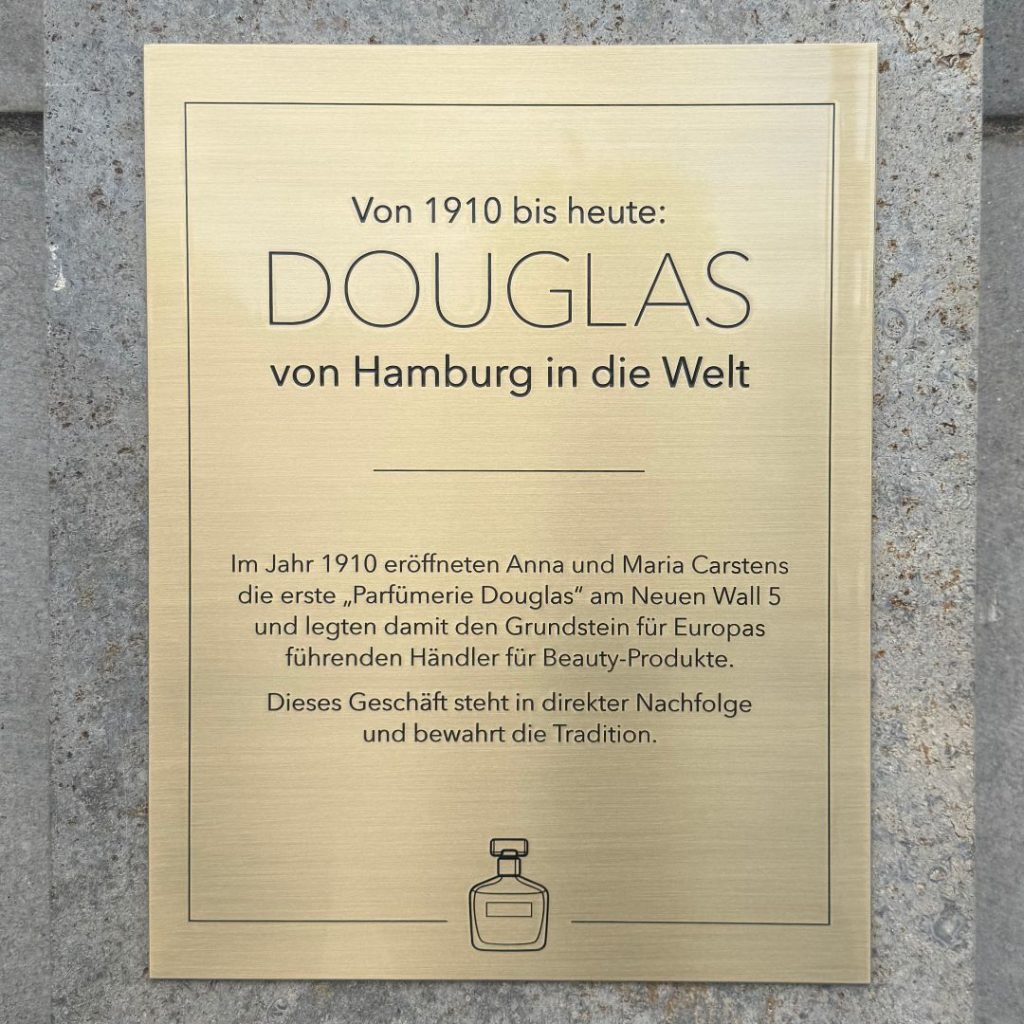 Von 1910 bis heute:
DOUGLAS
von Hamburg in die Welt
Im Jahr 1910 eröffneten Anna und Maria Carstens
die erste „Parfümerie Douglas“ am Neuen Wall 5
und legten damit den Grundstein für Europas
führenden Händler für Beauty-Produkte.
Dieses Geschäft steht in direkter Nachfolge
und bewahrt die Tradition.